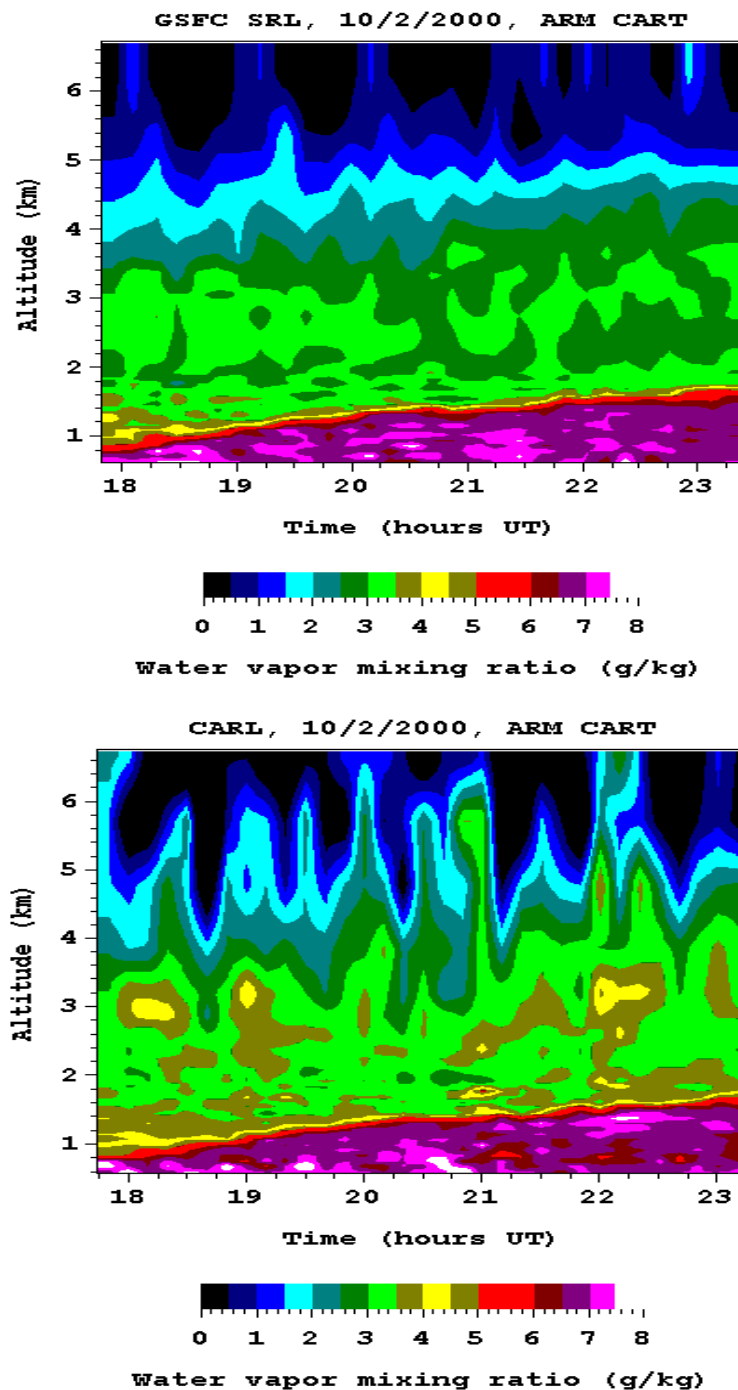 GSFC SRL, 10/2/2000, ARM CART
6
5
4
3
2
1
Altitude (km)
18 19 20 21 22 23
Time (hours UT)
0 1 2 3 4 5 6 7 8
Water vapor mixing ratio (g/kg)
CARL, 10/2/2000, ARM CART
6
5
4
3
2
1
Altitude (km)
18 19 20 21 22 23
Time (hours UT)
0 1 2 3 4 5 6 7 8
Water vapor mixing ratio (g/kg)